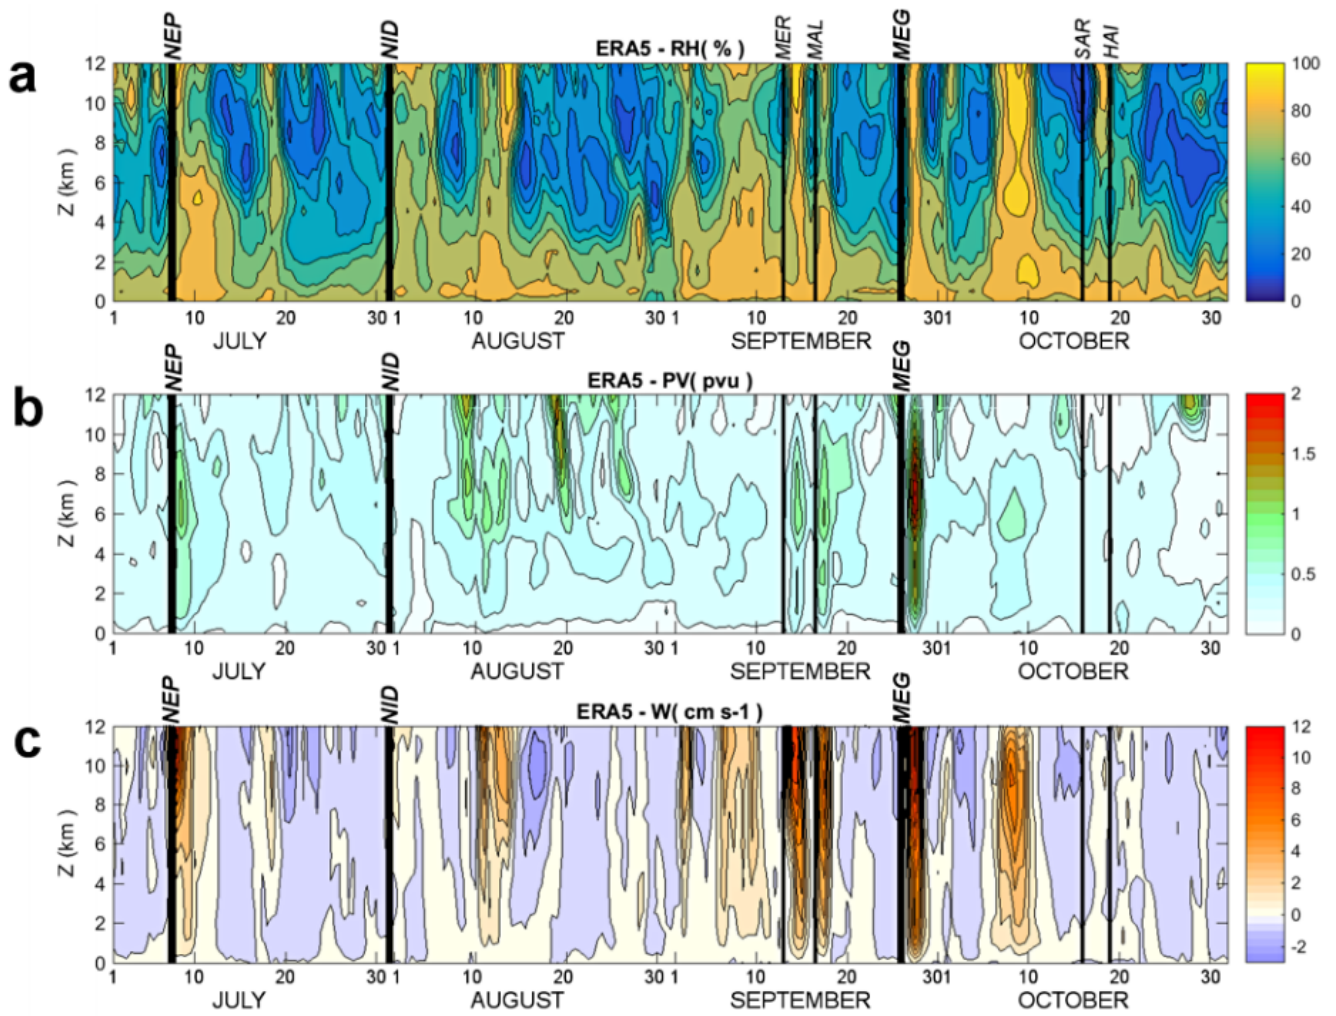 NEP NID MER MAL MEG SAR HAI
a ERA5 - RH( % )
12 10 8 6 4 2 0
Z (km )
100 80 60 40 20 0
1 10 20 30 1 10 20 30 1 10 20 30 1 10 20 30
JULY AUGUST SEPTEMBER OCTOBER
NEP NID MEG
b ERA5 - PV( pvu )
12 10 8 6 4 2 0
Z (km )
2 1.5 1 0.5 0
1 10 20 30 1 10 20 30 1 10 20 30 1 10 20 30
JULY AUGUST SEPTEMBER OCTOBER
NEP NID MEG
c ERA5 - W( cm s-1 )
12 10 8 6 4 2 0
Z (km )
12 10 8 6 4 2 0 -2
1 10 20 30 1 10 20 30 1 10 20 30 1 10 20 30
JULY AUGUST SEPTEMBER OCTOBER